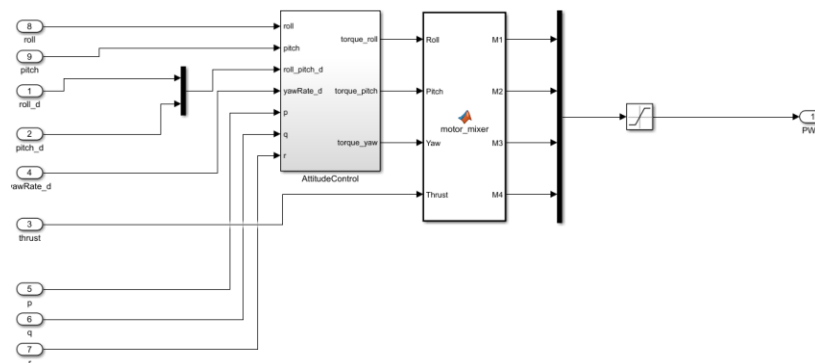 8
roll
9
pitch
1
roll_d
2
pitch_d
4
yawRate_d
3
thrust
5
p
6
q
7
roll
pitch
roll_pitch_d
yawRate_d
p
q
r
torque_roll
torque_pitch
torque_yaw
AttitudeControl
Roll
Pitch
Yaw
Thrust
motor_mixer
M1
M2
M3
M4
1
PW